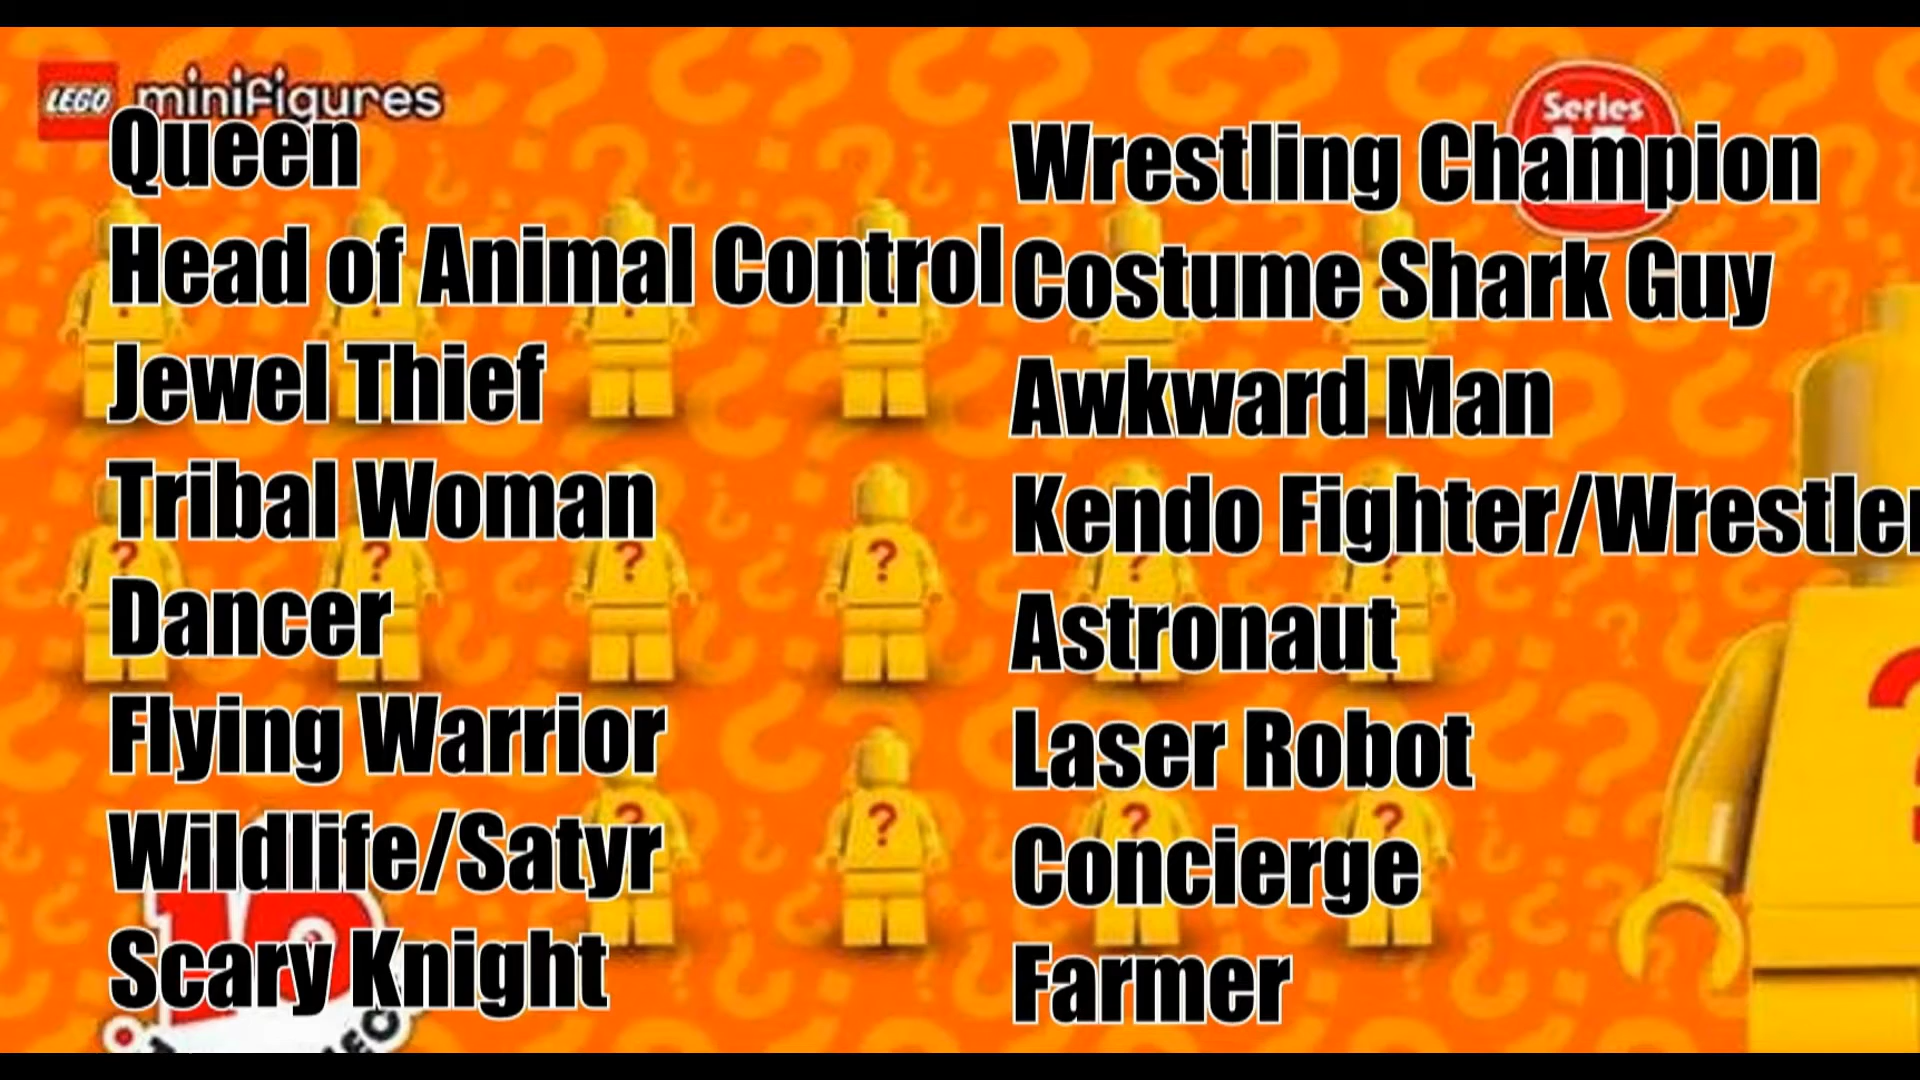 LEGO minifigures
Series
Queen
Head of Animal Control
Jewel Thief
Tribal Woman
Dancer
Flying Warrior
Wildlife/Satyr
Scary Knight
Wrestling Champion
Costume Shark Guy
Awkward Man
Kendo Fighter/Wrestler
Astronaut
Laser Robot
Concierge
Farmer
?
?
?
?
?
?
?
?
?
?
?